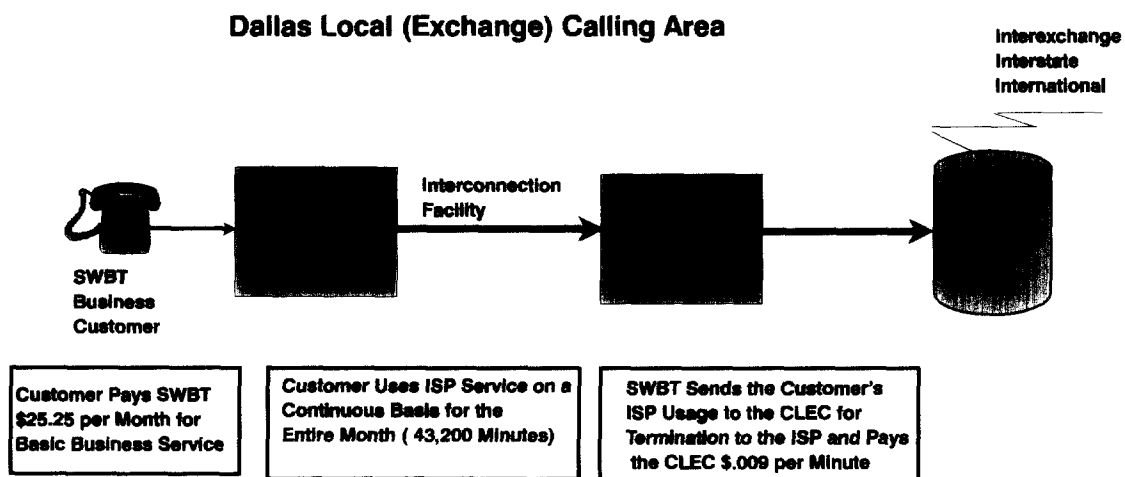 Dallas Local (Exchange) Calling Area
Interexchange
Interstate
International
Interconnection
Facility
SWBT
Business
Customer
Customer Pays SWBT
$25.25 per Month for
Basic Business Service
Customer Uses ISP Service on a
Continuous Basis for the
Entire Month ( 43,200 Minutes)
SWBT Sends the Customer's
ISP Usage to the CLEC for
Termination to the ISP and Pays
the CLEC $.009 per Minute